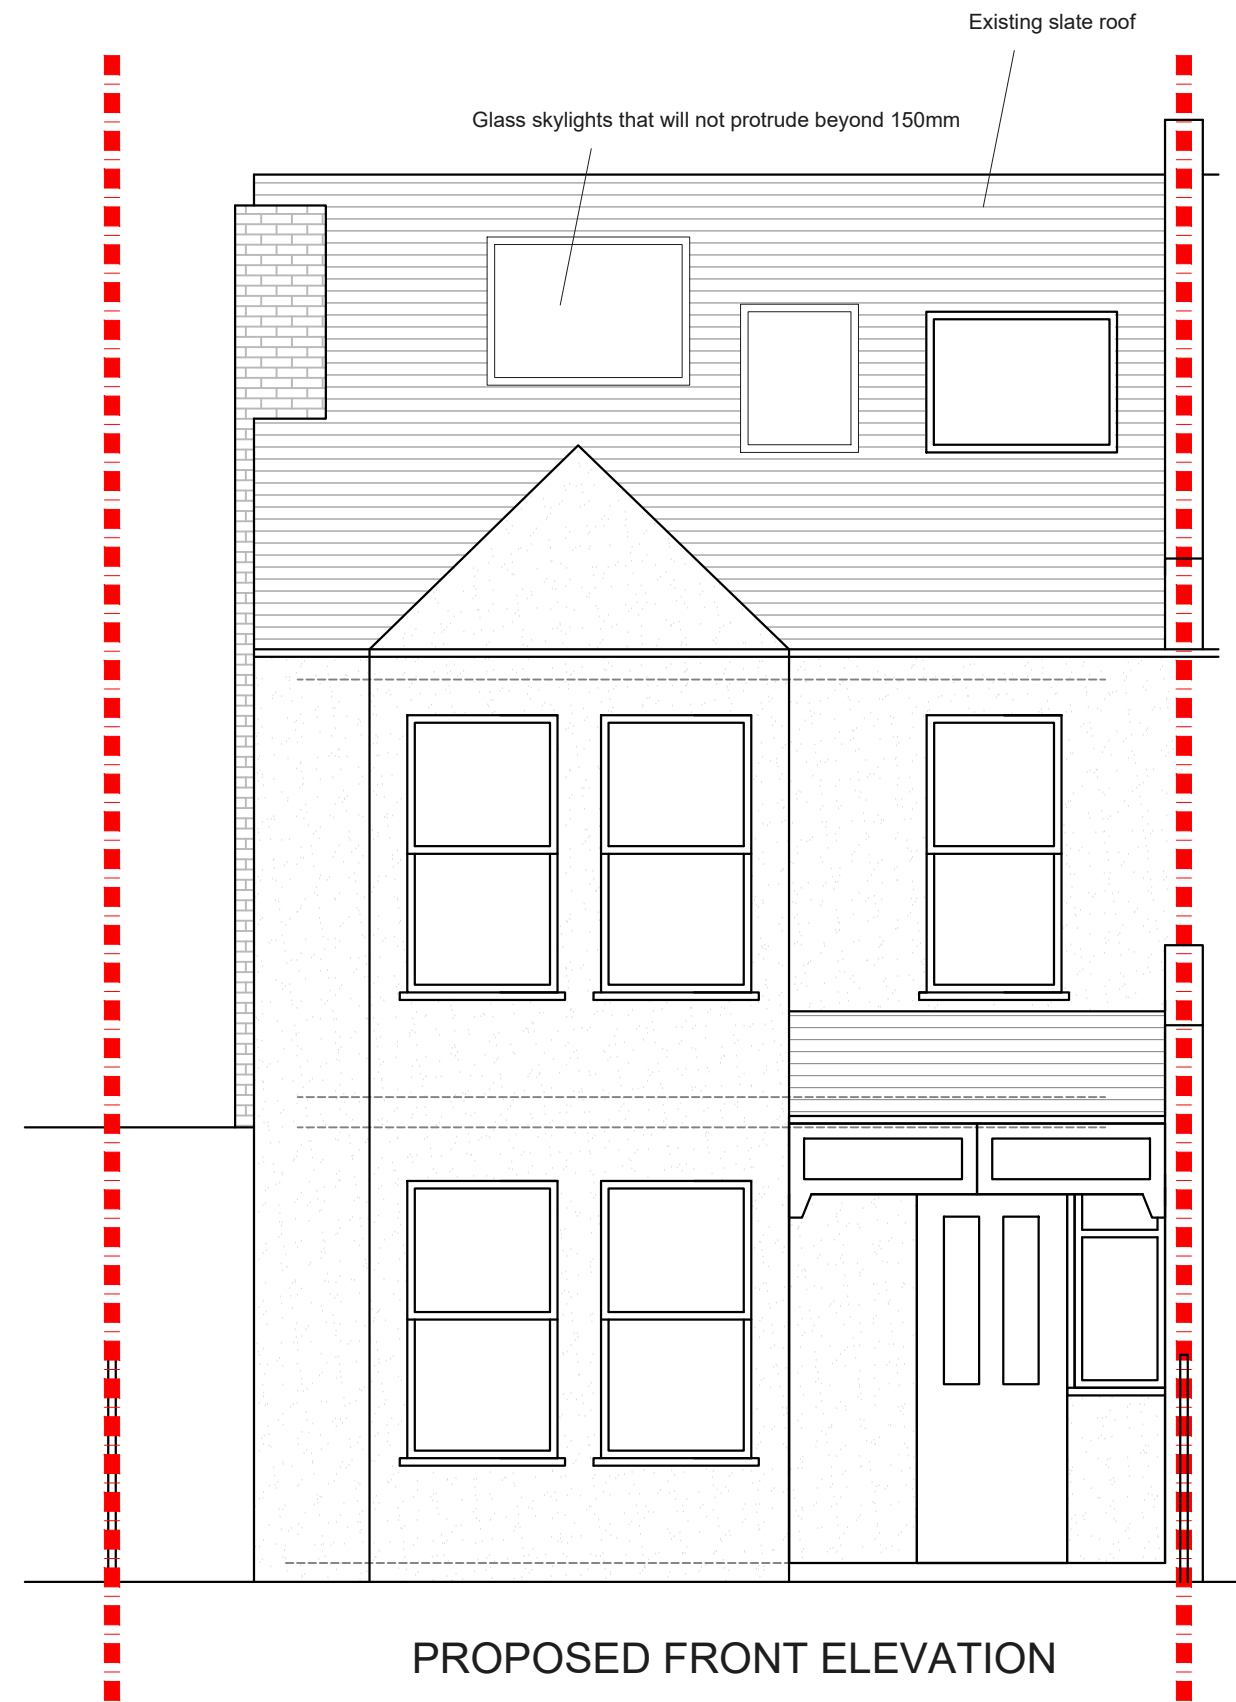 Existing slate roof
Glass skylights that will not protrude beyond 150mm
PROPOSED FRONT ELEVATION